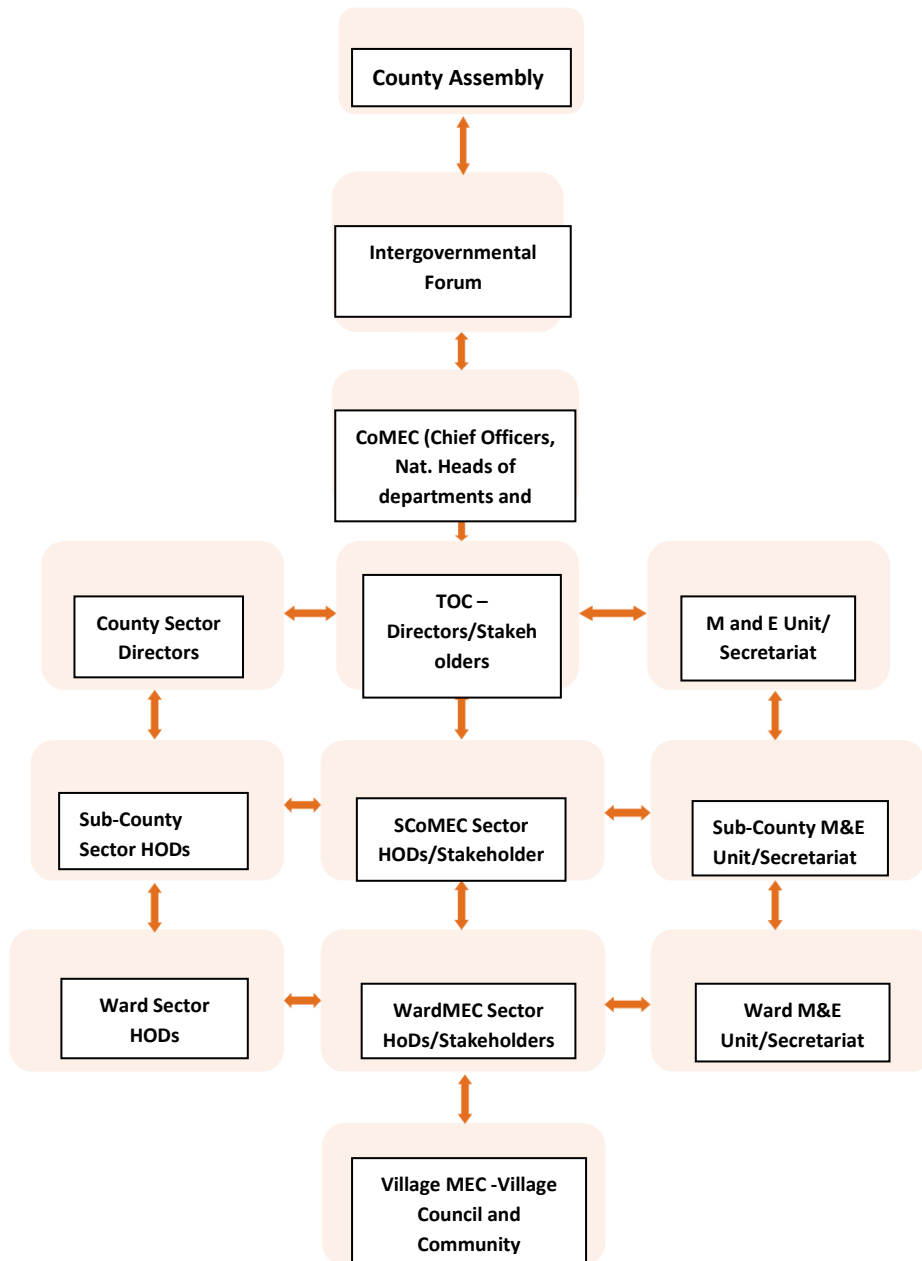 County Assembly
Intergovernmental
Forum
CoMEC (Chief Officers,
Nat. Heads of
departments and
County Sector
Directors
TOC –
Directors/Stakeh
olders
M and E Unit/
Secretariat
Sub-County
Sector HODs
SCoMEC Sector
HODs/Stakeholder
Sub-County M&E
Unit/Secretariat
Ward Sector
HODs
WardMEC Sector
HoDs/Stakeholders
Ward M&E
Unit/Secretariat
Village MEC -Village
Council and
Community